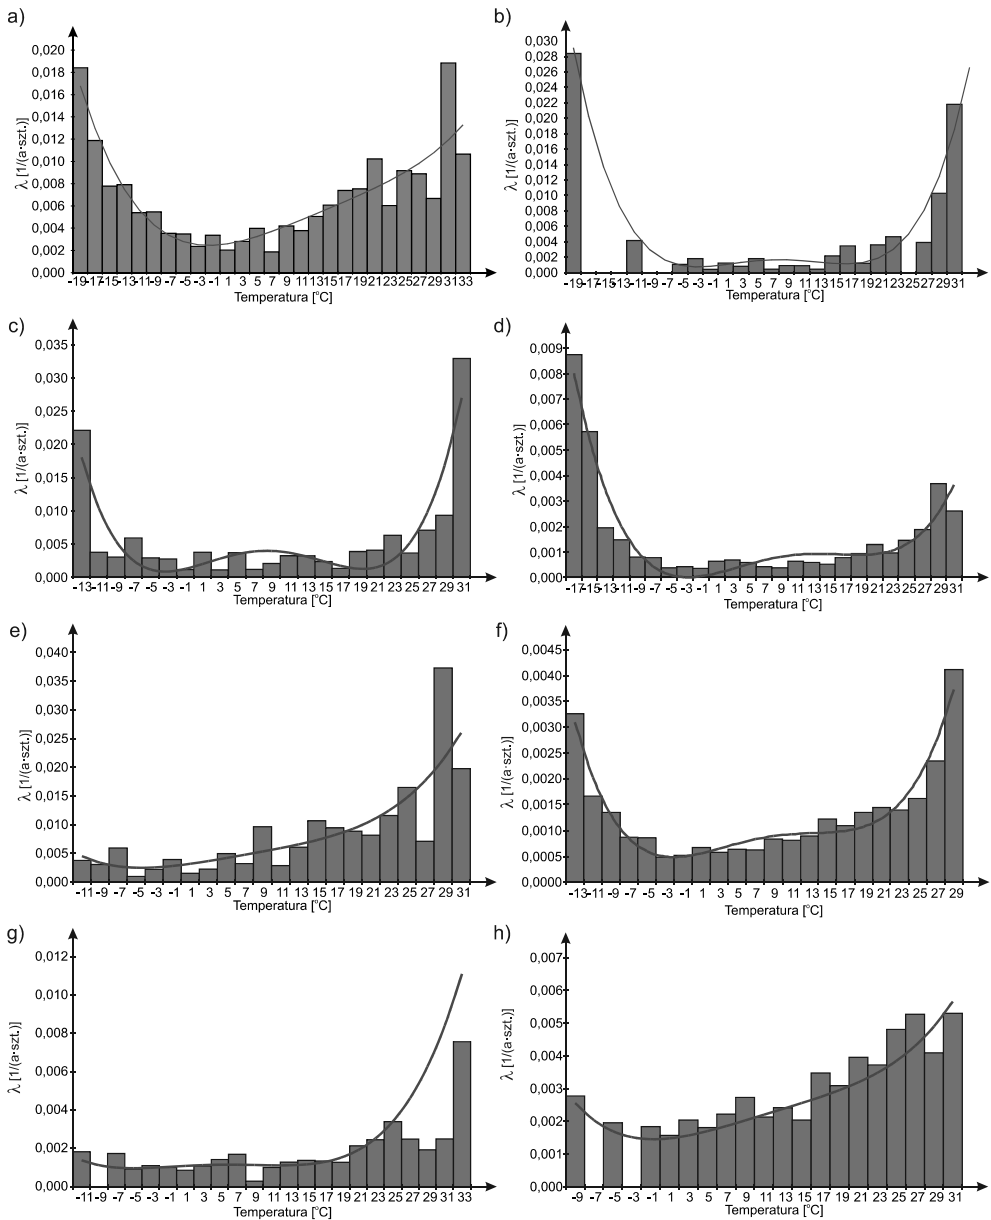 a)
0,020
0,018
0,016
0,014
0,012
0,010
0,008
0,006
0,004
0,002
0,000
λ [1/(a·szt.)]
-19 -17 -15 -13 -11 -9 -7 -5 -3 -1 1 3 5 7 9 11 13 15 17 19 21 23 25 27 29 31 33
Temperatura [°C]
b)
0,030
0,028
0,026
0,024
0,022
0,020
0,018
0,016
0,014
0,012
0,010
0,008
0,006
0,004
0,002
0,000
λ [1/(a·szt.)]
-19 -17 -15 -13 -11 -9 -7 -5 -3 -1 1 3 5 7 9 11 13 15 17 19 21 23 25 27 29 31
Temperatura [°C]
c)
0,035
0,030
0,025
0,020
0,015
0,010
0,005
0,000
λ [1/(a·szt.)]
-13 -11 -9 -7 -5 -3 -1 1 3 5 7 9 11 13 15 17 19 21 23 25 27 29 31
Temperatura [°C]
d)
0,009
0,008
0,007
0,006
0,005
0,004
0,003
0,002
0,001
0,000
λ [1/(a·szt.)]
-17 -15 -13 -11 -9 -7 -5 -3 -1 1 3 5 7 9 11 13 15 17 19 21 23 25 27 29 31
Temperatura [°C]
e)
0,040
0,035
0,030
0,025
0,020
0,015
0,010
0,005
0,000
λ [1/(a·szt.)]
-11 -9 -7 -5 -3 -1 1 3 5 7 9 11 13 15 17 19 21 23 25 27 29 31
Temperatura [°C]
f)
0,0045
0,0040
0,0035
0,0030
0,0025
0,0020
0,0015
0,0010
0,0005
0,0000
λ [1/(a·szt.)]
-13 -11 -9 -7 -5 -3 -1 1 3 5 7 9 11 13 15 17 19 21 23 25 27 29
Temperatura [°C]
g)
0,012
0,010
0,008
0,006
0,004
0,002
0,000
λ [1/(a·szt.)]
-11 -9 -7 -5 -3 -1 1 3 5 7 9 11 13 15 17 19 21 23 25 27 29 31 33
Temperatura [°C]
h)
0,007
0,006
0,005
0,004
0,003
0,002
0,001
0,000
λ [1/(a·szt.)]
-9 -7 -5 -3 -1 1 3 5 7 9 11 13 15 17 19 21 23 25 27 29 31
Temperatura [°C]